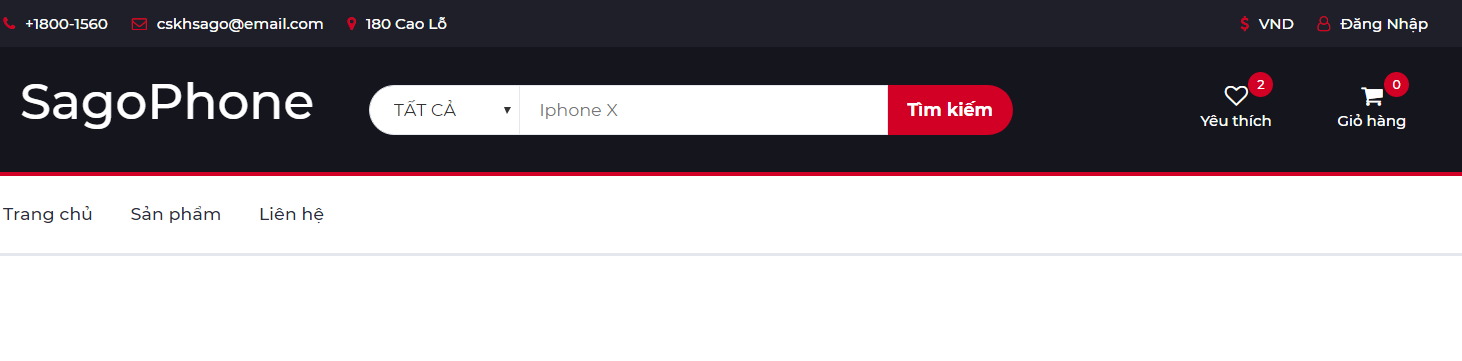 +1800-1560 cskhsago@email.com 180 Cao Lỗ $ VND Đăng Nhập
SagoPhone TẤT CẢ Iphone X Tìm kiếm 2 Yêu thích 0 Giỏ hàng
Trang chủ Sản phẩm Liên hệ